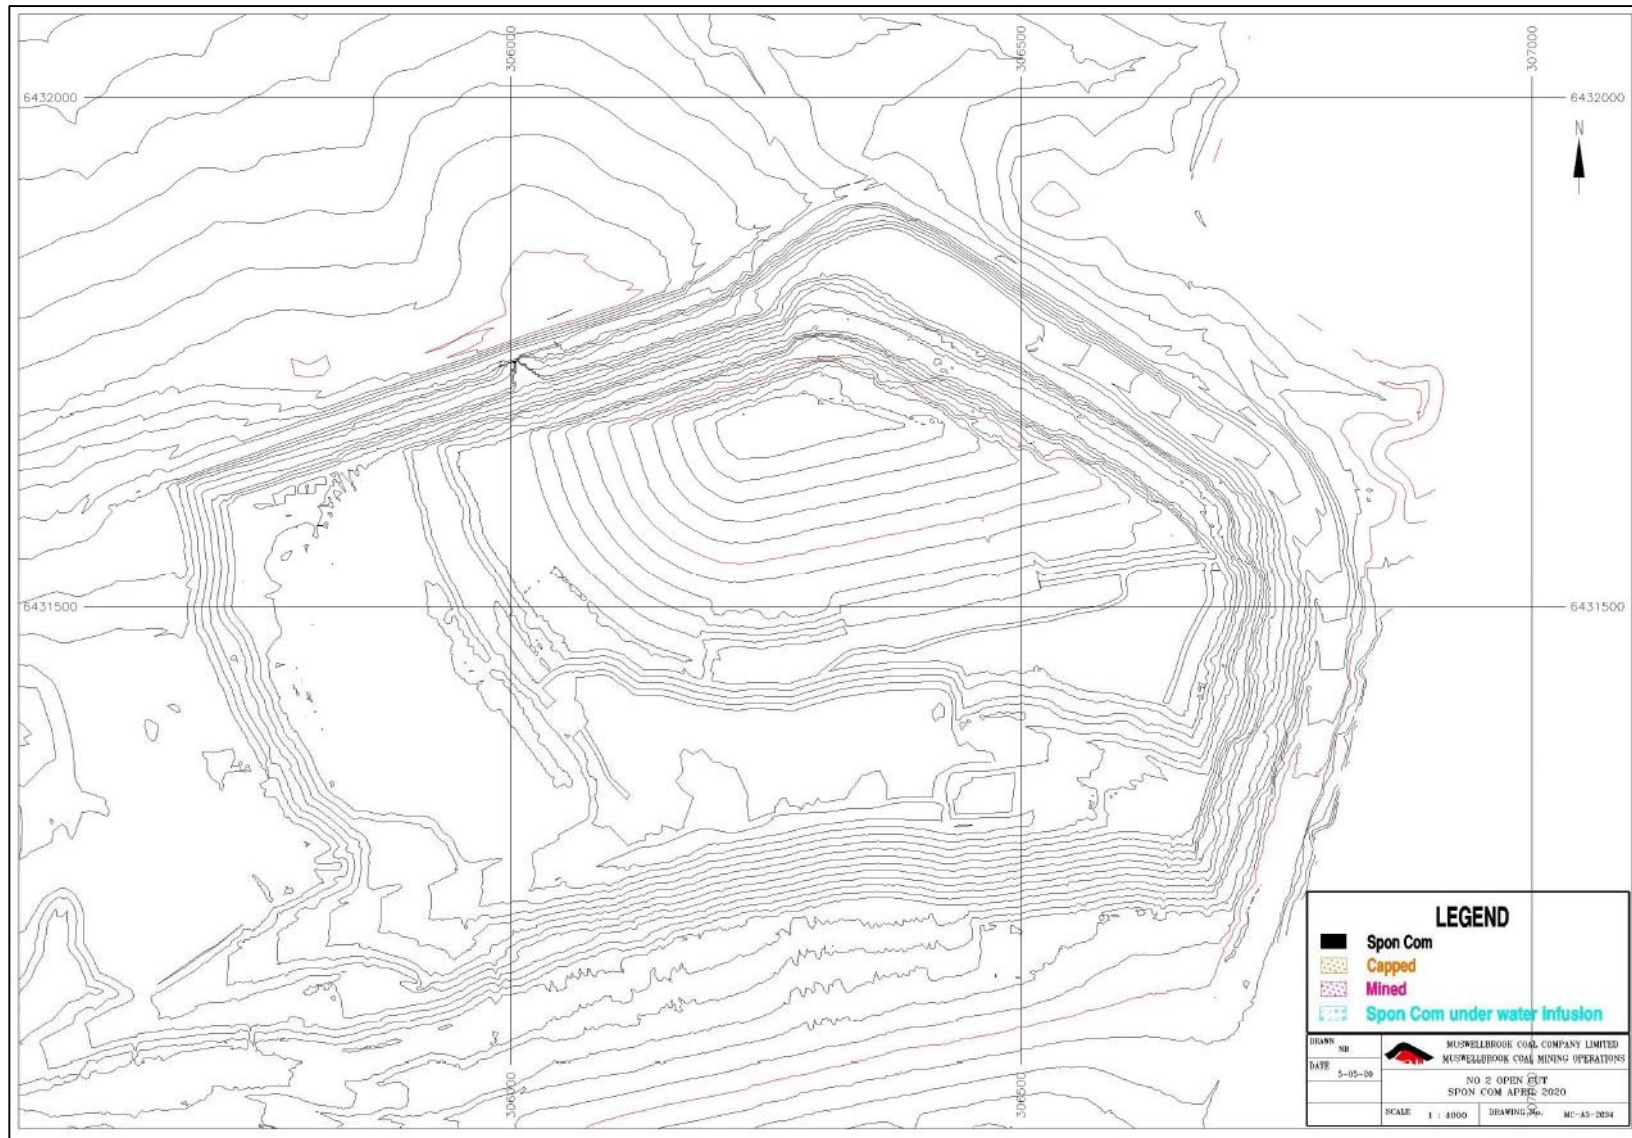 306000
306500
307000
6432000
6432000
N
6431500
6431500
LEGEND
Spon Com
Capped
Mined
Spon Com under water infusion
DRAWN
NB
DATE
5-05-20
MUSWELLBROOK COAL COMPANY LIMITED
MUSWELLBROOK COAL MINING OPERATIONS
NO 2 OPEN CUT
SPON COM APRIL 2020
SCALE
1 : 4000
DRAWING No.
306000
306500
307000